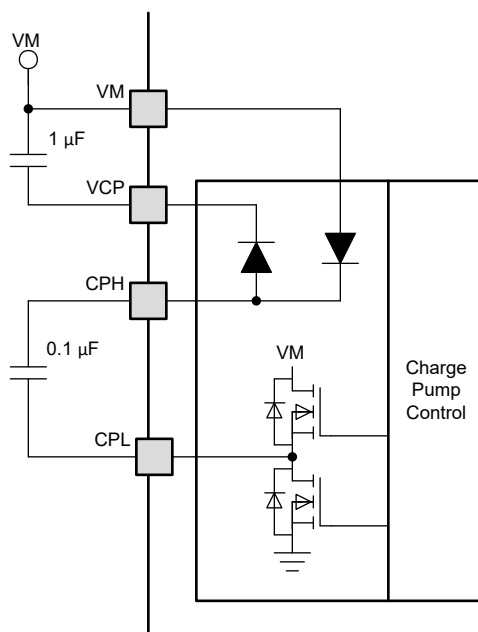 VM
VM
1 µF
VCP
CPH
0.1 µF
VM
CPL
Charge
Pump
Control